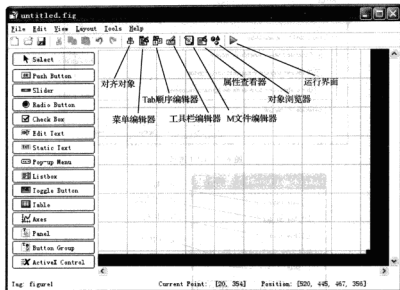 untitled.fig
File Edit View Layout Tools Help
Select
Push Button
Slider
Radio Button
Check Box
Edit Text
Static Text
Pop-up Menu
Listbox
Toggle Button
Table
Axes
Panel
Button Group
ActiveX Control
对齐对象
菜单编辑器
Tab顺序编辑器
工具栏编辑器
M文件编辑器
属性查看器
对象浏览器
运行界面
Tag: figure1
Current Point: [20, 354]
Position: [520, 445, 467, 356]